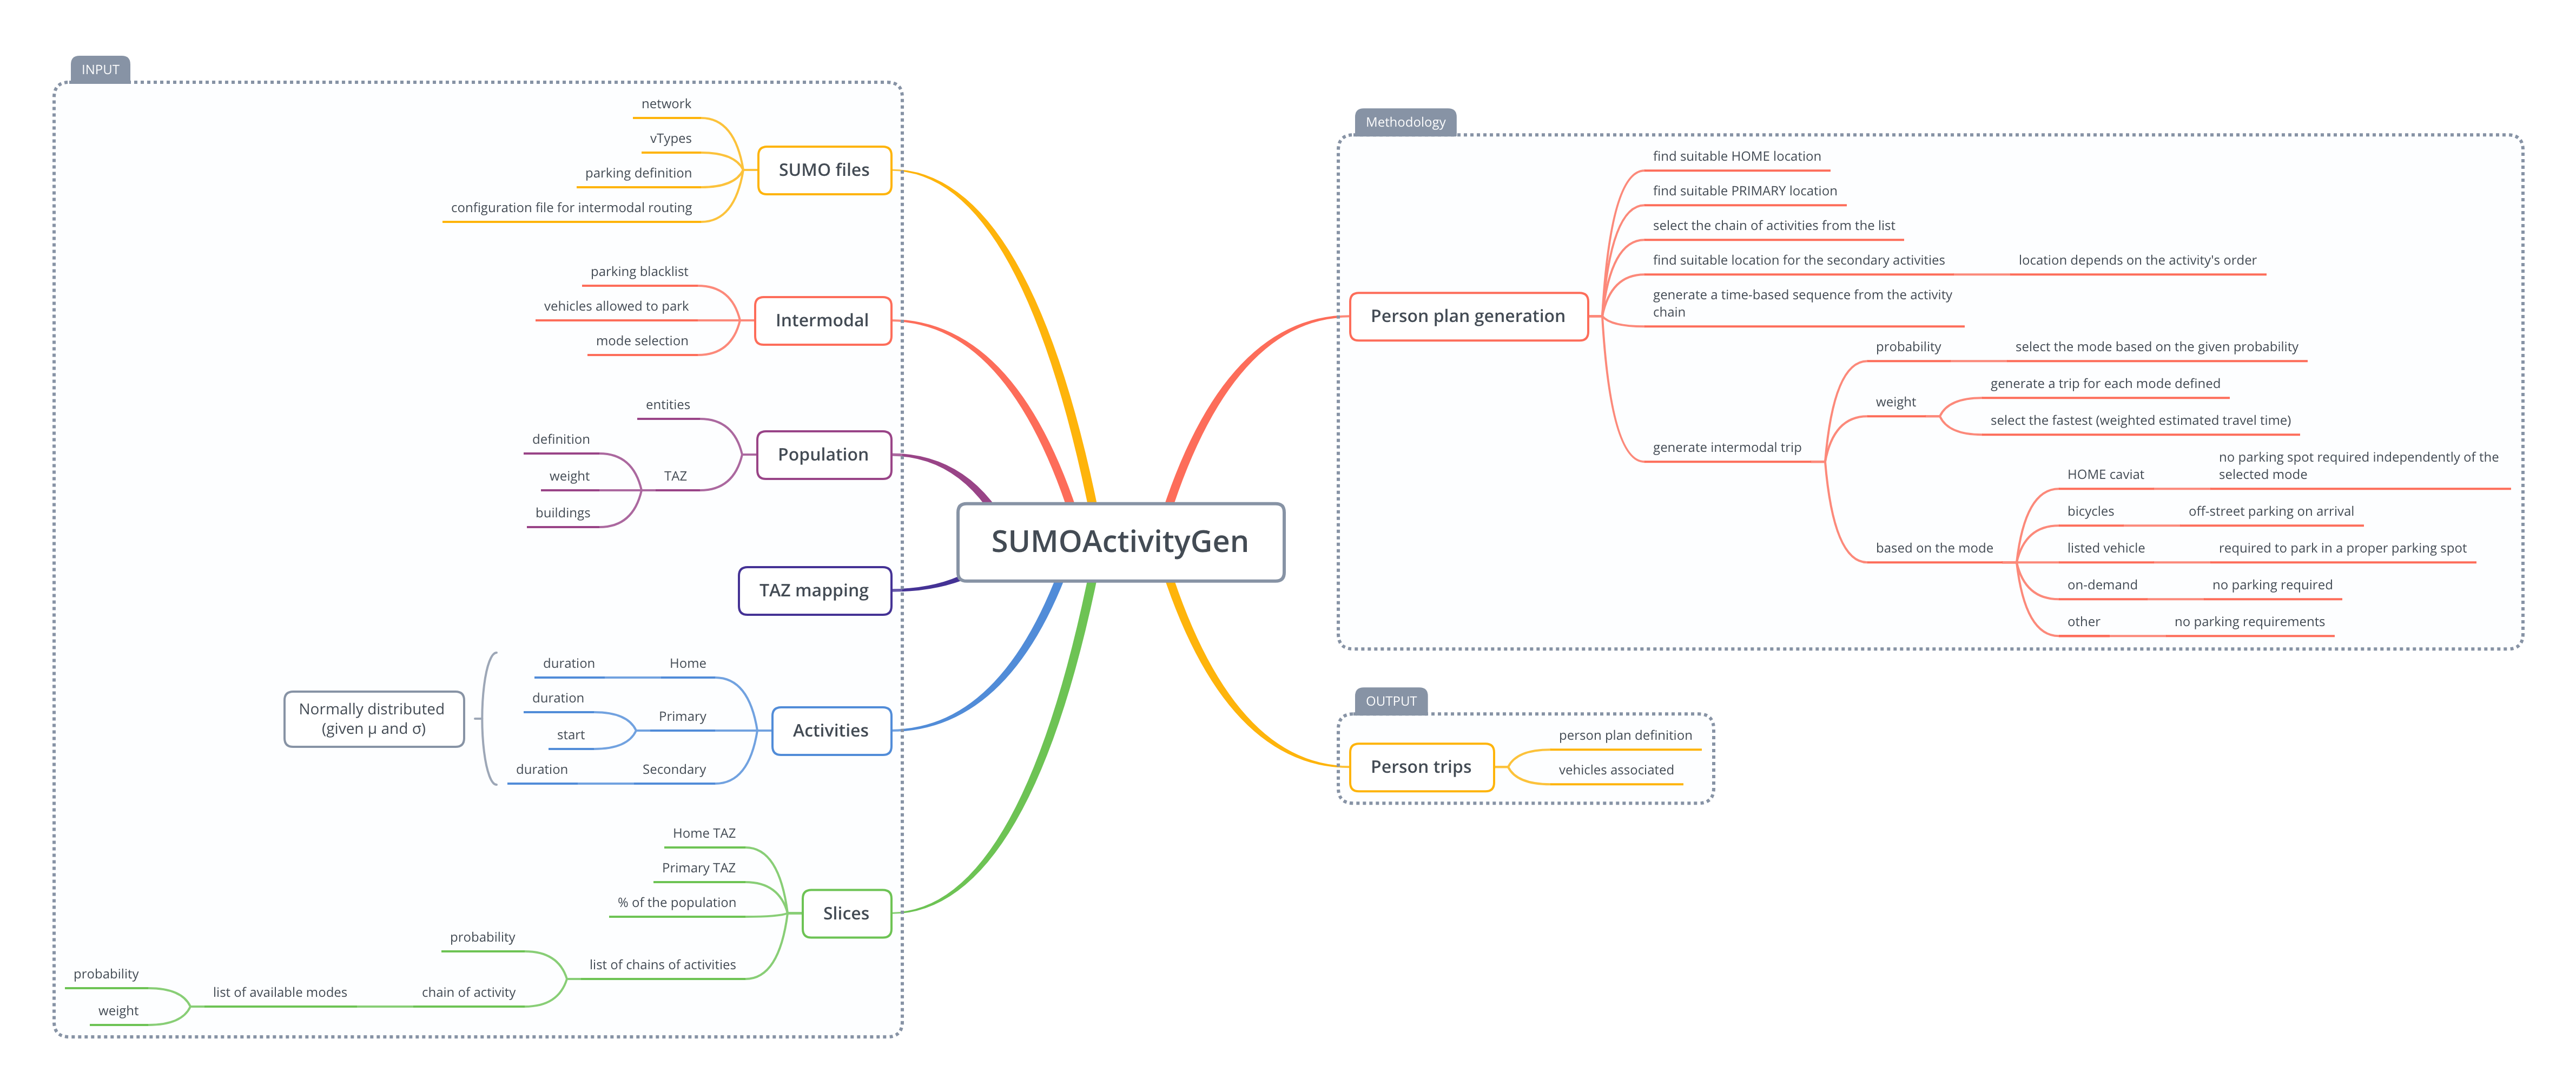 INPUT
network
vTypes
parking definition
configuration file for intermodal routing
SUMO files
parking blacklist
vehicles allowed to park
mode selection
Intermodal
entities
definition
weight
buildings
TAZ
Population
TAZ mapping
Normally distributed
(given μ and σ)
duration
Home
duration
start
Primary
duration
Secondary
Activities
Home TAZ
Primary TAZ
% of the population
probability
list of chains of activities
probability
weight
list of available modes
chain of activity
Slices
SUMOActivityGen
Methodology
Person plan generation
find suitable HOME location
find suitable PRIMARY location
select the chain of activities from the list
find suitable location for the secondary activities
location depends on the activity's order
generate a time-based sequence from the activity
chain
generate intermodal trip
probability
select the mode based on the given probability
weight
generate a trip for each mode defined
select the fastest (weighted estimated travel time)
based on the mode
HOME caviat
no parking spot required independently of the
selected mode
bicycles
off-street parking on arrival
listed vehicle
required to park in a proper parking spot
on-demand
no parking required
other
no parking requirements
OUTPUT
Person trips
person plan definition
vehicles associated